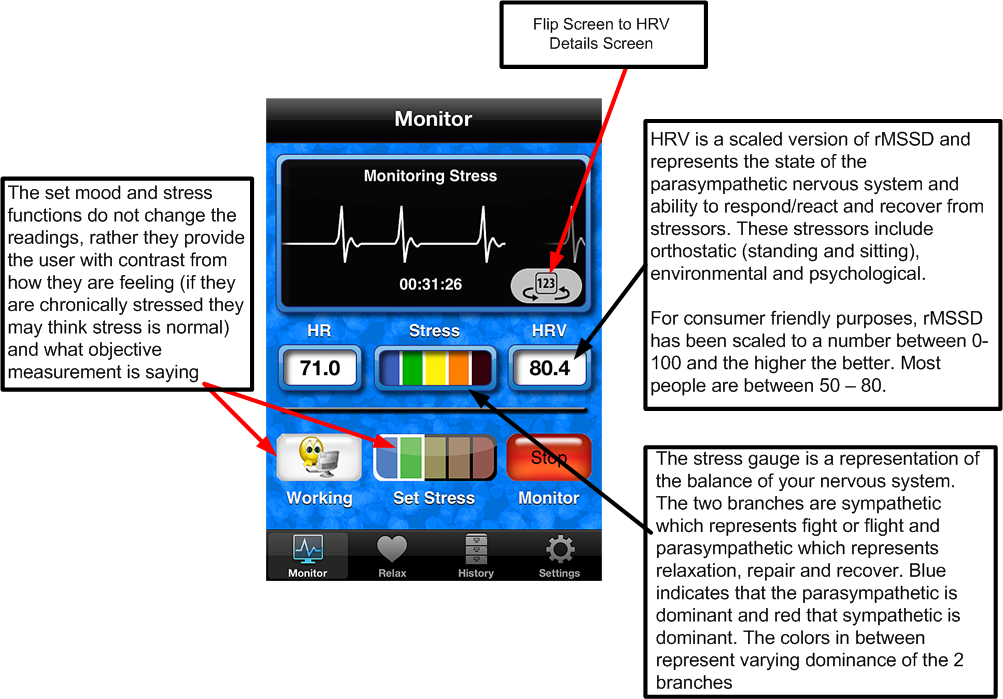 Flip Screen to HRV
Details Screen
Monitor
Monitoring Stress
00:31:26
123
HR
Stress
HRV
71.0
80.4
Working
Set Stress
Stop
Monitor
Monitor
Relax
History
Settings
The set mood and stress
functions do not change the
readings, rather they provide
the user with contrast from
how they are feeling (if they
are chronically stressed they
may think stress is normal)
and what objective
measurement is saying
HRV is a scaled version of rMSSD and
represents the state of the
parasympathetic nervous system and
ability to respond/react and recover from
stressors. These stressors include
orthostatic (standing and sitting),
environmental and psychological.
For consumer friendly purposes, rMSSD
has been scaled to a number between 0-
100 and the higher the better. Most
people are between 50 – 80.
The stress gauge is a representation of
the balance of your nervous system.
The two branches are sympathetic
which represents fight or flight and
parasympathetic which represents
relaxation, repair and recover. Blue
indicates that the parasympathetic is
dominant and red that sympathetic is
dominant. The colors in between
represent varying dominance of the 2
branches